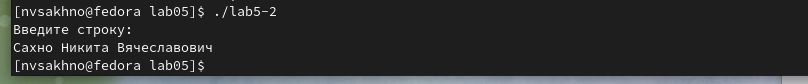 [nvsakhno@fedora lab05]$ ./lab5-2
Введите строку:
Сахно Никита Вячеславович
[nvsakhno@fedora lab05]$